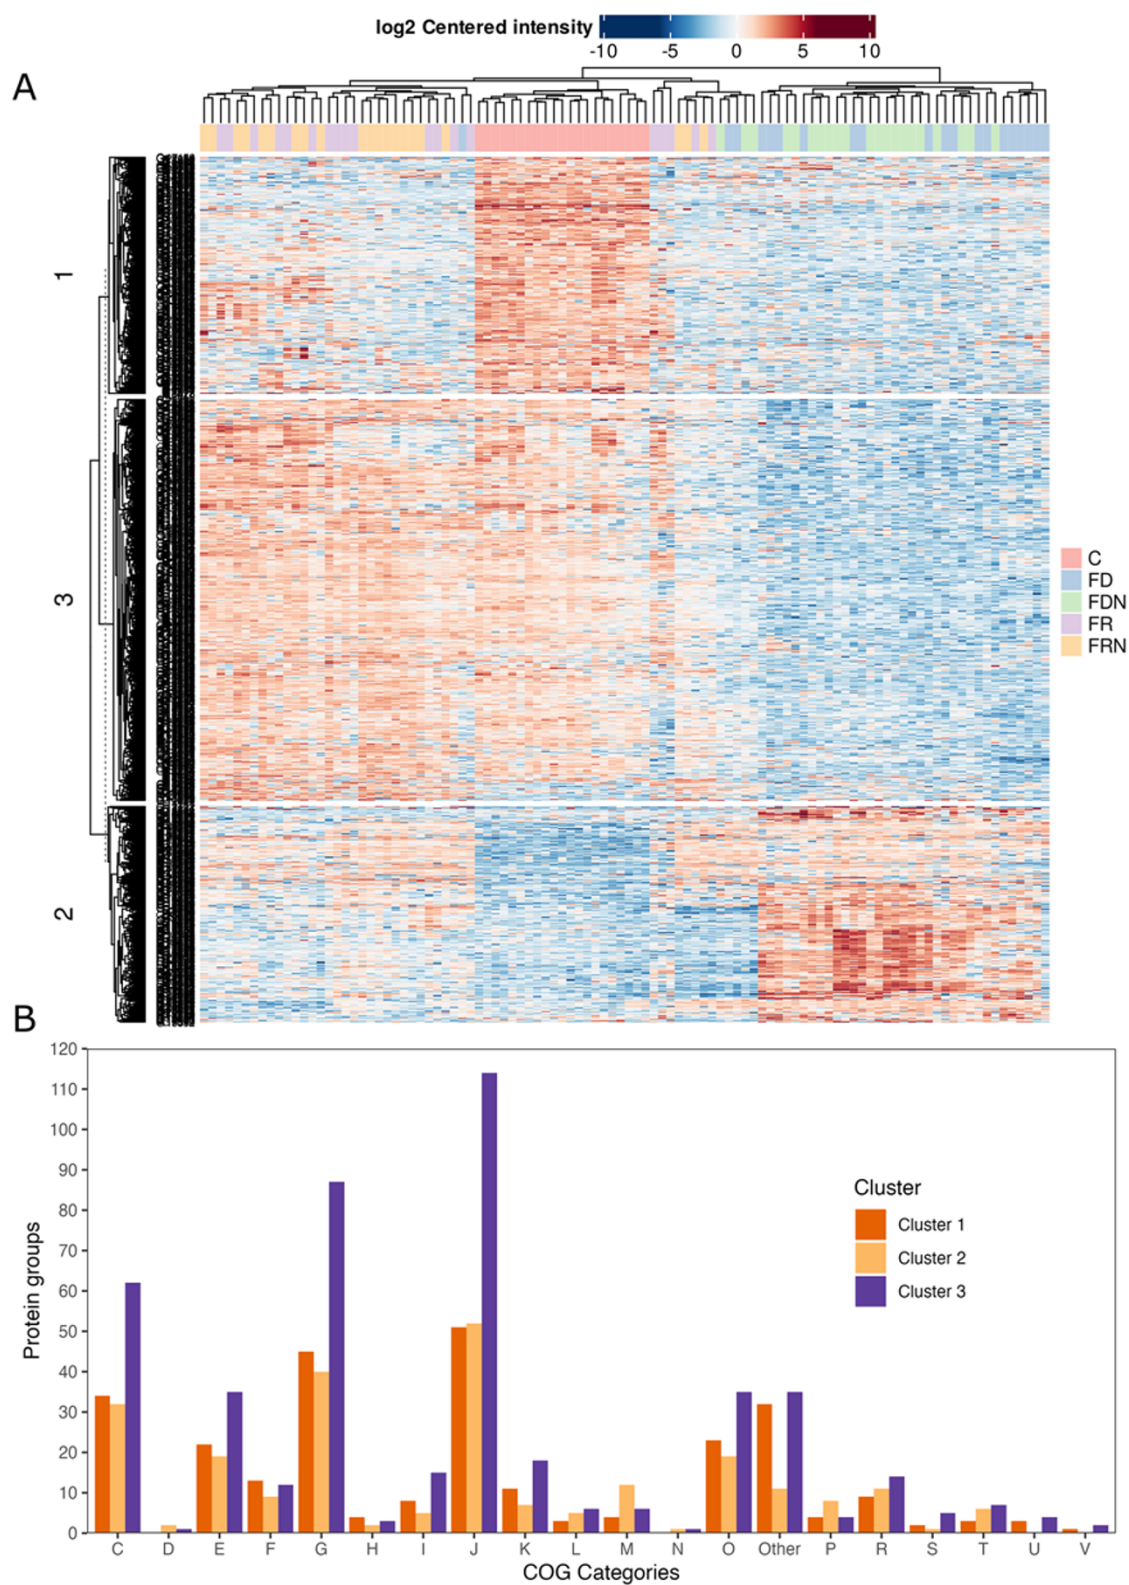 log2 Centered intensity
-10 -5 0 5 10
A
1
3
2
C
FD
FDN
FR
FRN
B
120
110
100
90
80
70
60
50
40
30
20
10
0
Protein groups
Cluster
Cluster 1
Cluster 2
Cluster 3
C D E F G H I J K L M N O Other P R S T U V
COG Categories